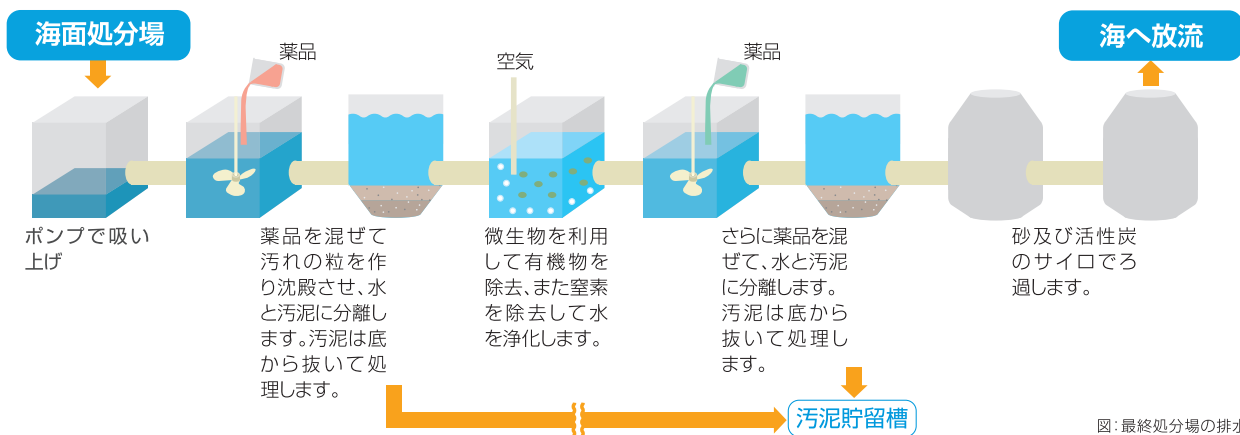 海面処分場
海へ放流
薬品
空気
薬品
ポンプで吸い
上げ
薬品を混ぜて
汚れの粒を作
り沈殿させ、水
と汚泥に分離し
ます。汚泥は底
から抜いて処
理します。
微生物を利用
して有機物を
除去、また窒素
を除去して水
を浄化します。
さらに薬品を混
ぜて、水と汚泥
に分離します。
汚泥は底から
抜いて処理し
ます。
砂及び活性炭
のサイロでろ
過します。
汚泥貯留槽
図:最終処分場の排水